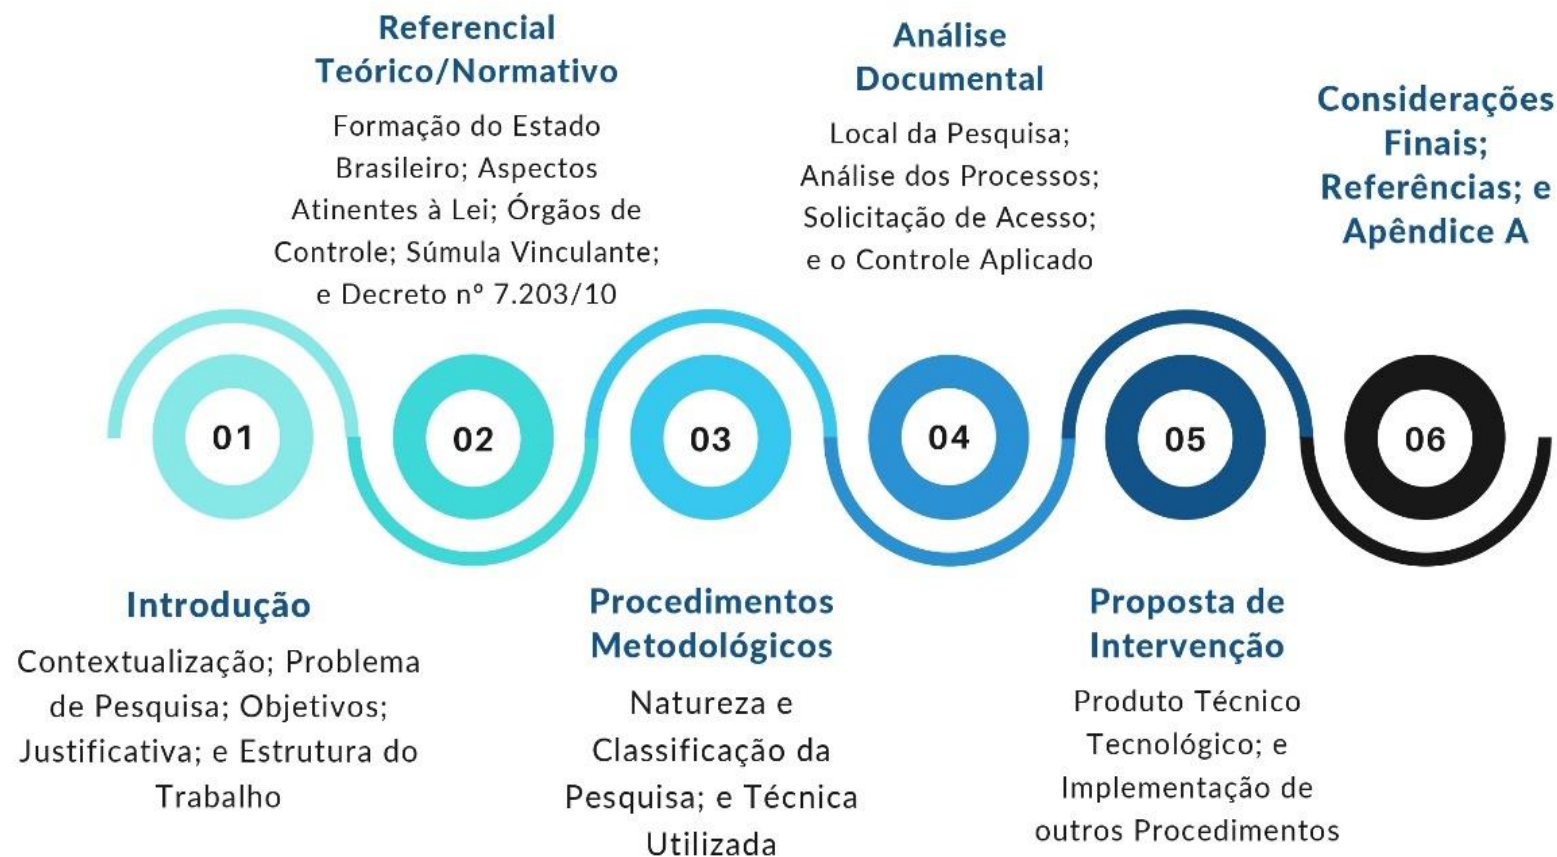 Referencial
Teórico/Normativo
Formação do Estado
Brasileiro; Aspectos
Atinentes à Lei; Órgãos de
Controle; Súmula Vinculante;
e Decreto nº 7.203/10
Análise
Documental
Local da Pesquisa;
Análise dos Processos;
Solicitação de Acesso;
e o Controle Aplicado
Considerações
Finais;
Referências; e
Apêndice A
01
02
03
04
05
06
Introdução
Contextualização; Problema
de Pesquisa; Objetivos;
Justificativa; e Estrutura do
Trabalho
Procedimentos
Metodológicos
Natureza e
Classificação da
Pesquisa; e Técnica
Utilizada
Proposta de
Intervenção
Produto Técnico
Tecnológico; e
Implementação de
outros Procedimentos